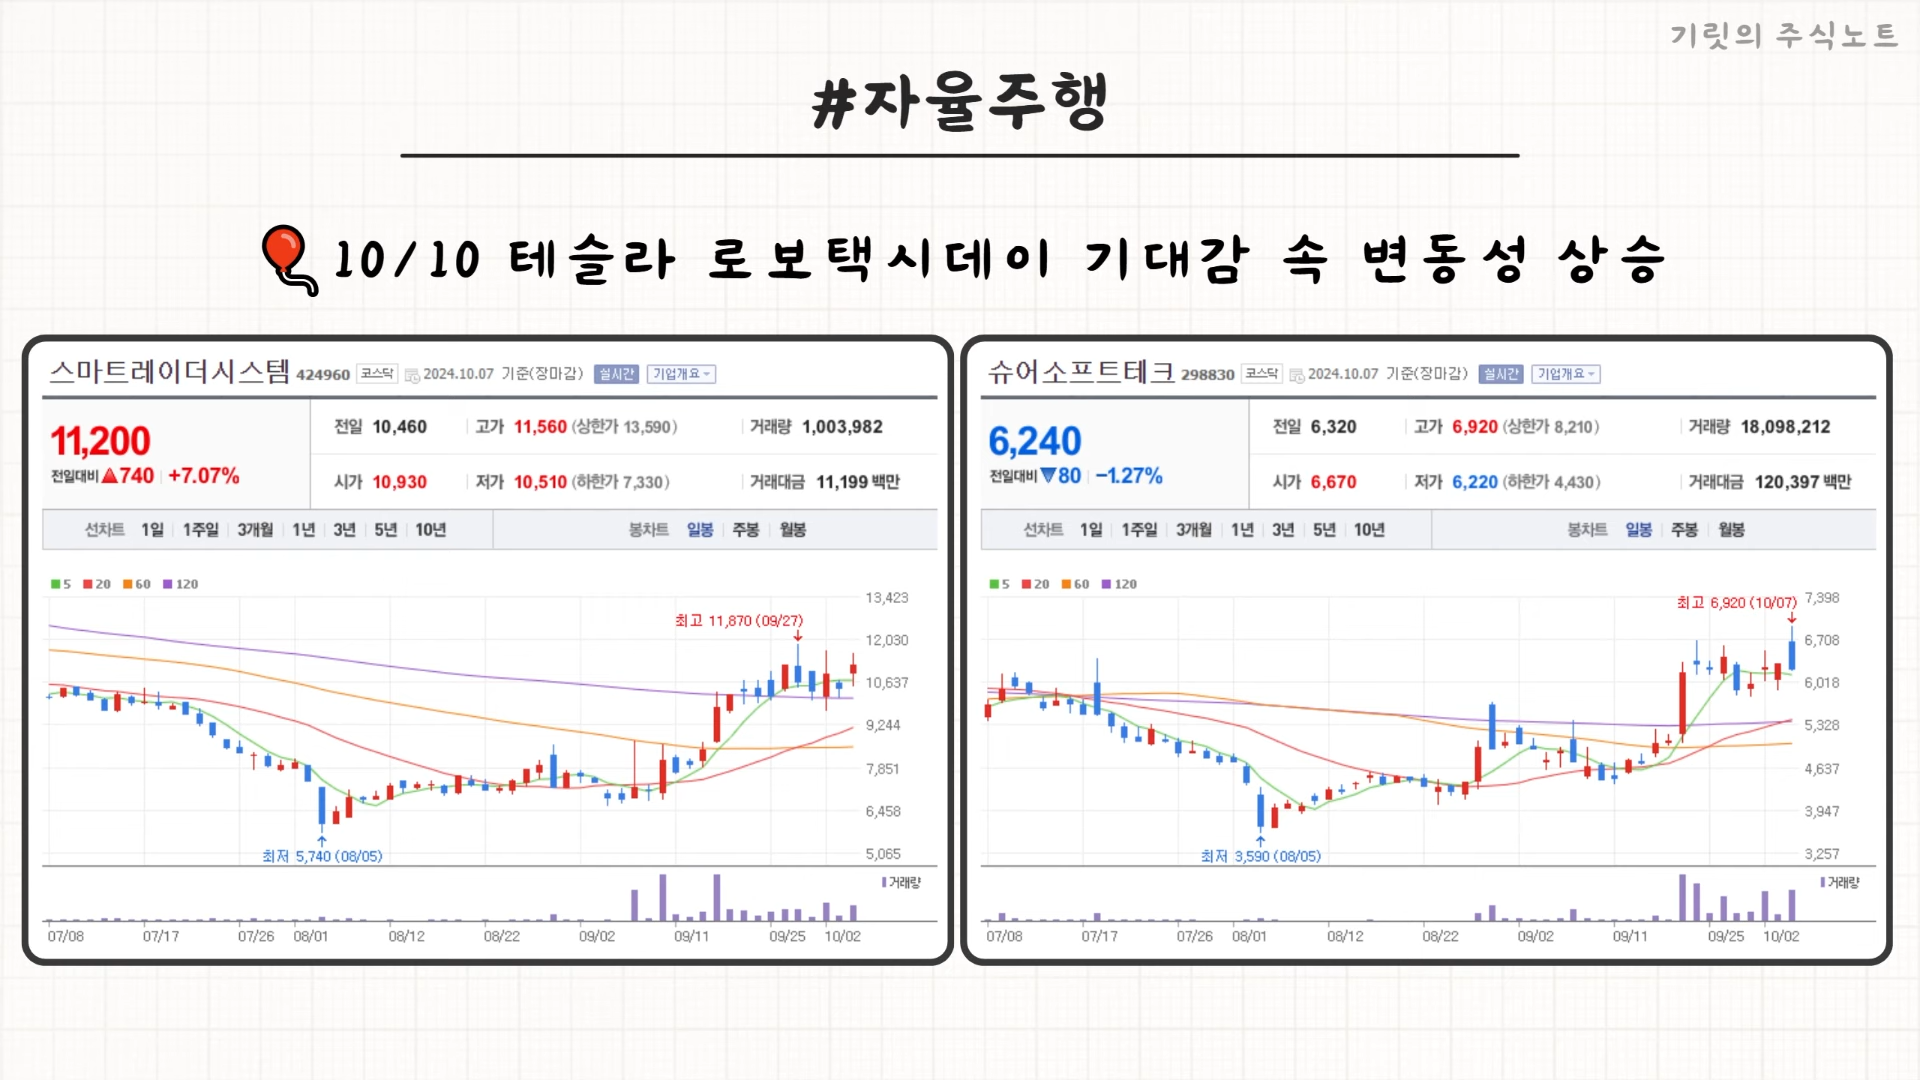 기릿의 주식노트
#자율주행
10/10 테슬라 로보택시데이 기대감 속 변동성 상승
스마트레이더시스템 424960 코스닥 2024.10.07 기준(장마감) 실시간 기업개요
11,200
전일대비 ▲740 +7.07%
전일 10,460 고가 11,560 (상한가 13,590) 거래량 1,003,982
시가 10,930 저가 10,510 (하한가 7,330) 거래대금 11,199 백만
선차트 1일 1주일 3개월 1년 3년 5년 10년 봉차트 일봉 주봉 월봉
5 20 60 120
13,423
최고 11,870 (09/27)
12,030
10,637
9,244
7,851
6,458
최저 5,740 (08/05)
5,065
거래량
07/08 07/17 07/26 08/01 08/12 08/22 09/02 09/11 09/25 10/02
슈어소프트테크 298830 코스닥 2024.10.07 기준(장마감) 실시간 기업개요
6,240
전일대비 ▼80 -1.27%
전일 6,320 고가 6,920 (상한가 8,210) 거래량 18,098,212
시가 6,670 저가 6,220 (하한가 4,430) 거래대금 120,397 백만
선차트 1일 1주일 3개월 1년 3년 5년 10년 봉차트 일봉 주봉 월봉
5 20 60 120
최고 6,920 (10/07) 7,398
6,708
6,018
5,328
4,637
3,947
최저 3,590 (08/05)
3,257
거래량
07/08 07/17 07/26 08/01 08/12 08/22 09/02 09/11 09/25 10/02